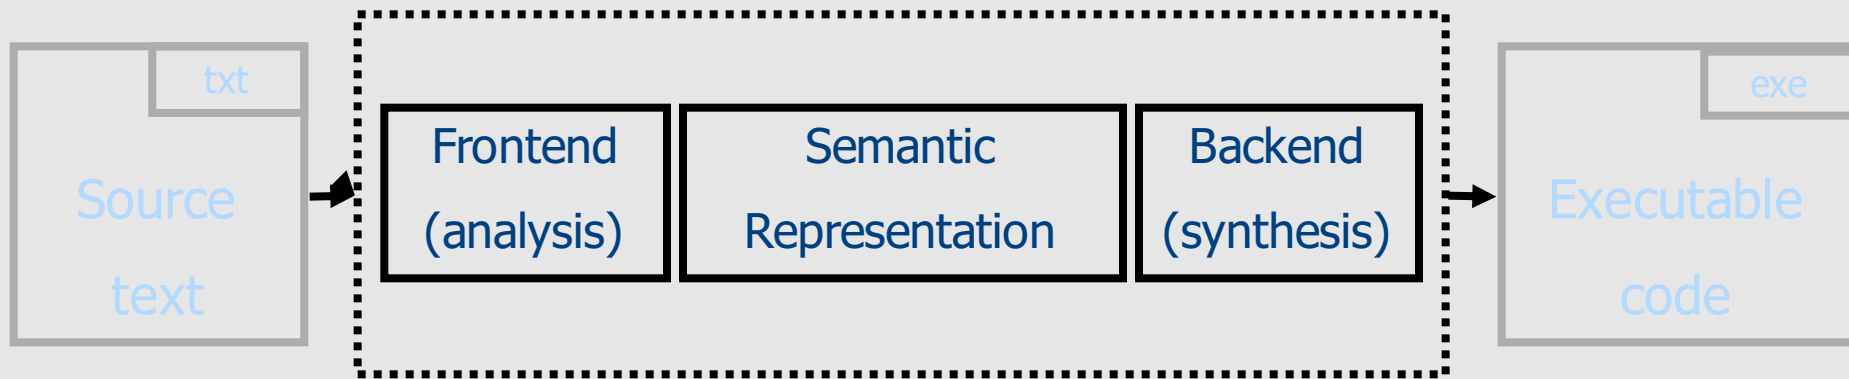 txt
Source
text
Frontend
(analysis)
Semantic
Representation
Backend
(synthesis)
exe
Executable
code